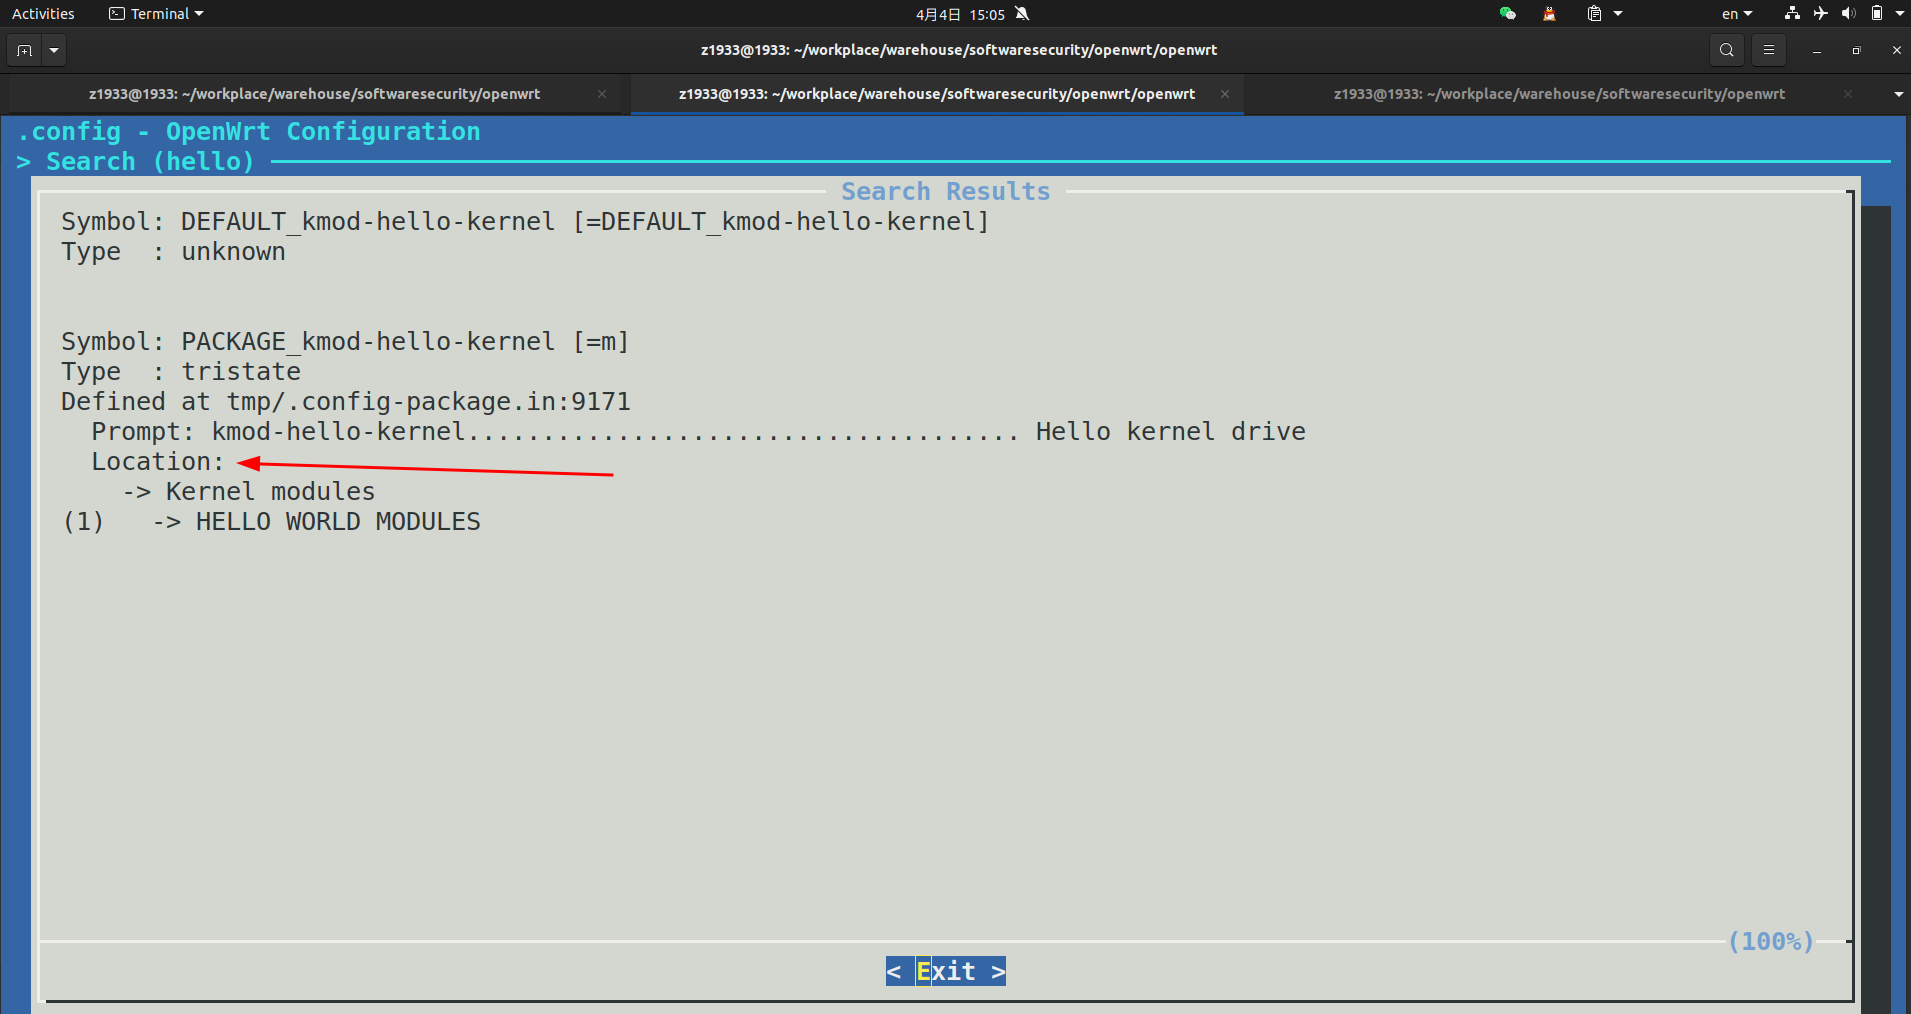 Activities Terminal 4月4日 15:05 en
z1933@1933: ~/workplace/warehouse/softwaresecurity/openwrt/openwrt
z1933@1933: ~/workplace/warehouse/softwaresecurity/openwrt × z1933@1933: ~/workplace/warehouse/softwaresecurity/openwrt/openwrt × z1933@1933: ~/workplace/warehouse/softwaresecurity/openwrt ×
.config - OpenWrt Configuration
> Search (hello)
Search Results
Symbol: DEFAULT_kmod-hello-kernel [=DEFAULT_kmod-hello-kernel]
Type  : unknown
Symbol: PACKAGE_kmod-hello-kernel [=m]
Type  : tristate
Defined at tmp/.config-package.in:9171
Prompt: kmod-hello-kernel..................................... Hello kernel drive
Location:
-> Kernel modules
(1)   -> HELLO WORLD MODULES
(100%)
< Exit >